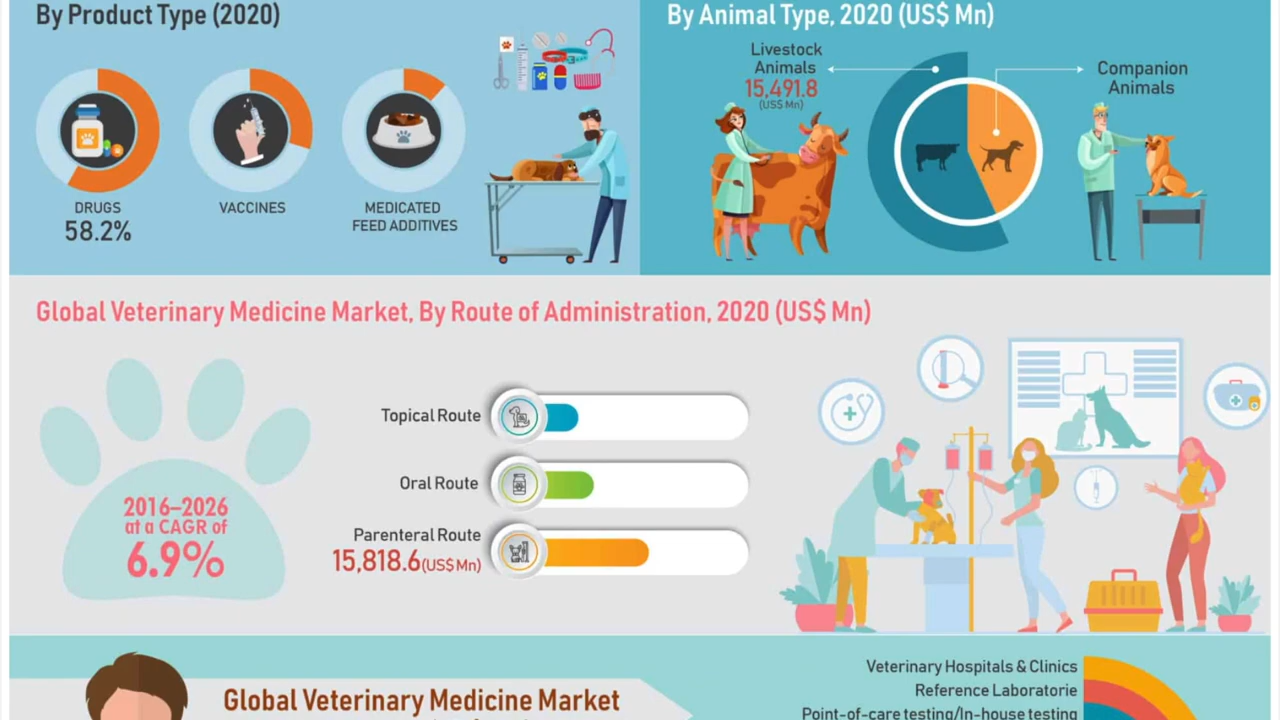 By Product Type (2020)
DRUGS
58.2%
VACCINES
MEDICATED
FEED ADDITIVES
By Animal Type, 2020 (US$ Mn)
Livestock
Animals
15,491.8
(US$ Mn)
Companion
Animals
Global Veterinary Medicine Market, By Route of Administration, 2020 (US$ Mn)
2016–2026
at a CAGR of
6.9%
Topical Route
Oral Route
Parenteral Route
15,818.6 (US$ Mn)
Global Veterinary Medicine Market
Veterinary Hospitals & Clinics
Reference Laboratorie
Point-of-care testing/In-house testing